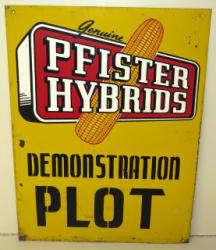 Genuine
PFISTER
HYBRIDS
DEMONSTRATION
PLOT